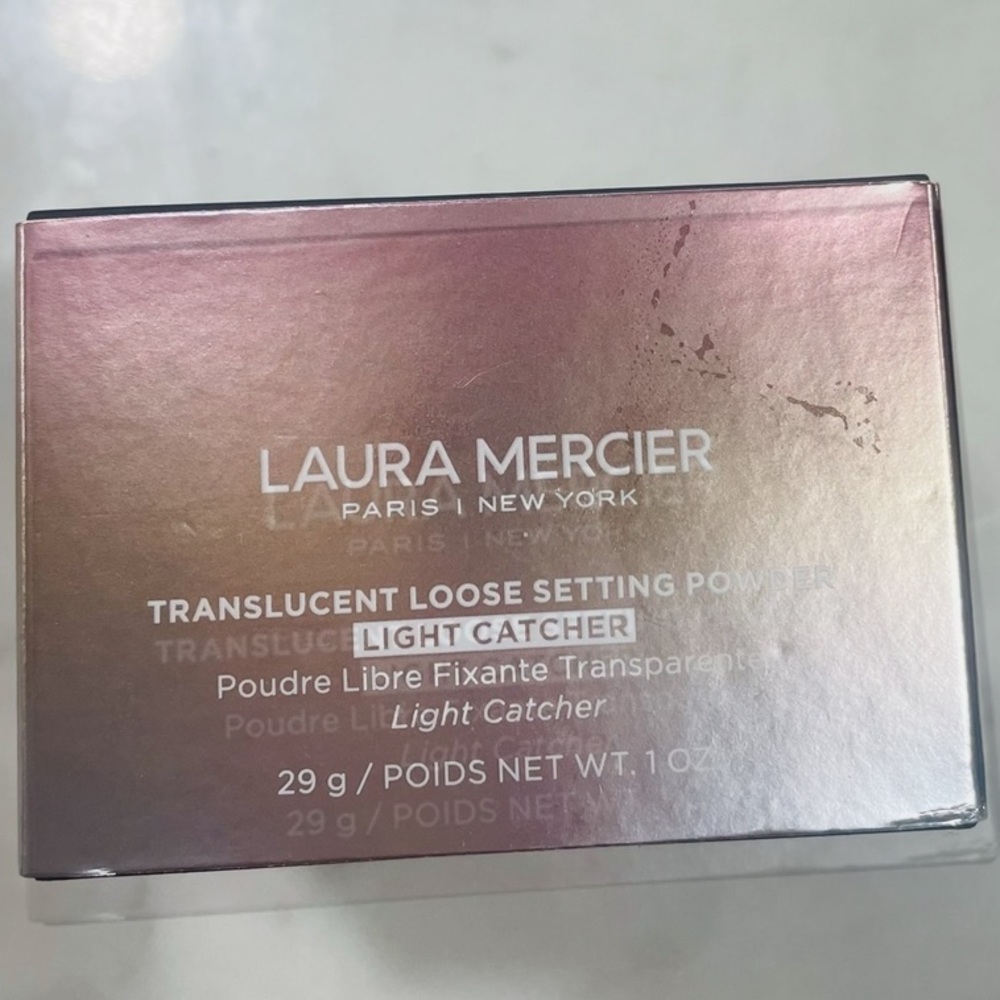 LAURA MERCIER
PARIS | NEW YORK
TRANSLUCENT LOOSE SETTING POWDER
LIGHT CATCHER
Poudre Libre Fixante Transparente
Light Catcher
29 g / POIDS NET WT. 1 OZ